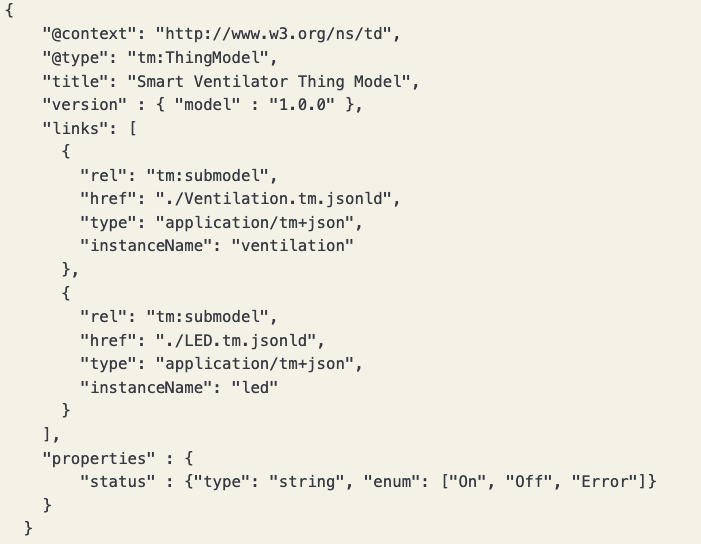 {
    "@context": "http://www.w3.org/ns/td",
    "@type": "tm:ThingModel",
    "title": "Smart Ventilator Thing Model",
    "version" : { "model" : "1.0.0" },
    "links": [
      {
        "rel": "tm:submodel",
        "href": "./Ventilation.tm.jsonld",
        "type": "application/tm+json",
        "instanceName": "ventilation"
      },
      {
        "rel": "tm:submodel",
        "href": "./LED.tm.jsonld",
        "type": "application/tm+json",
        "instanceName": "led"
      }
    ],
    "properties" : {
        "status" : {"type": "string", "enum": ["On", "Off", "Error"]}
    }
  }